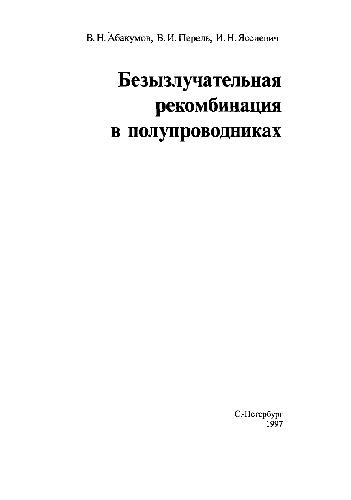 В. Н. Абакумов, В. И. Перель, И. Н. Яссиевич
Безызлучательная
рекомбинация
в полупроводниках
С.-Петербург
1997